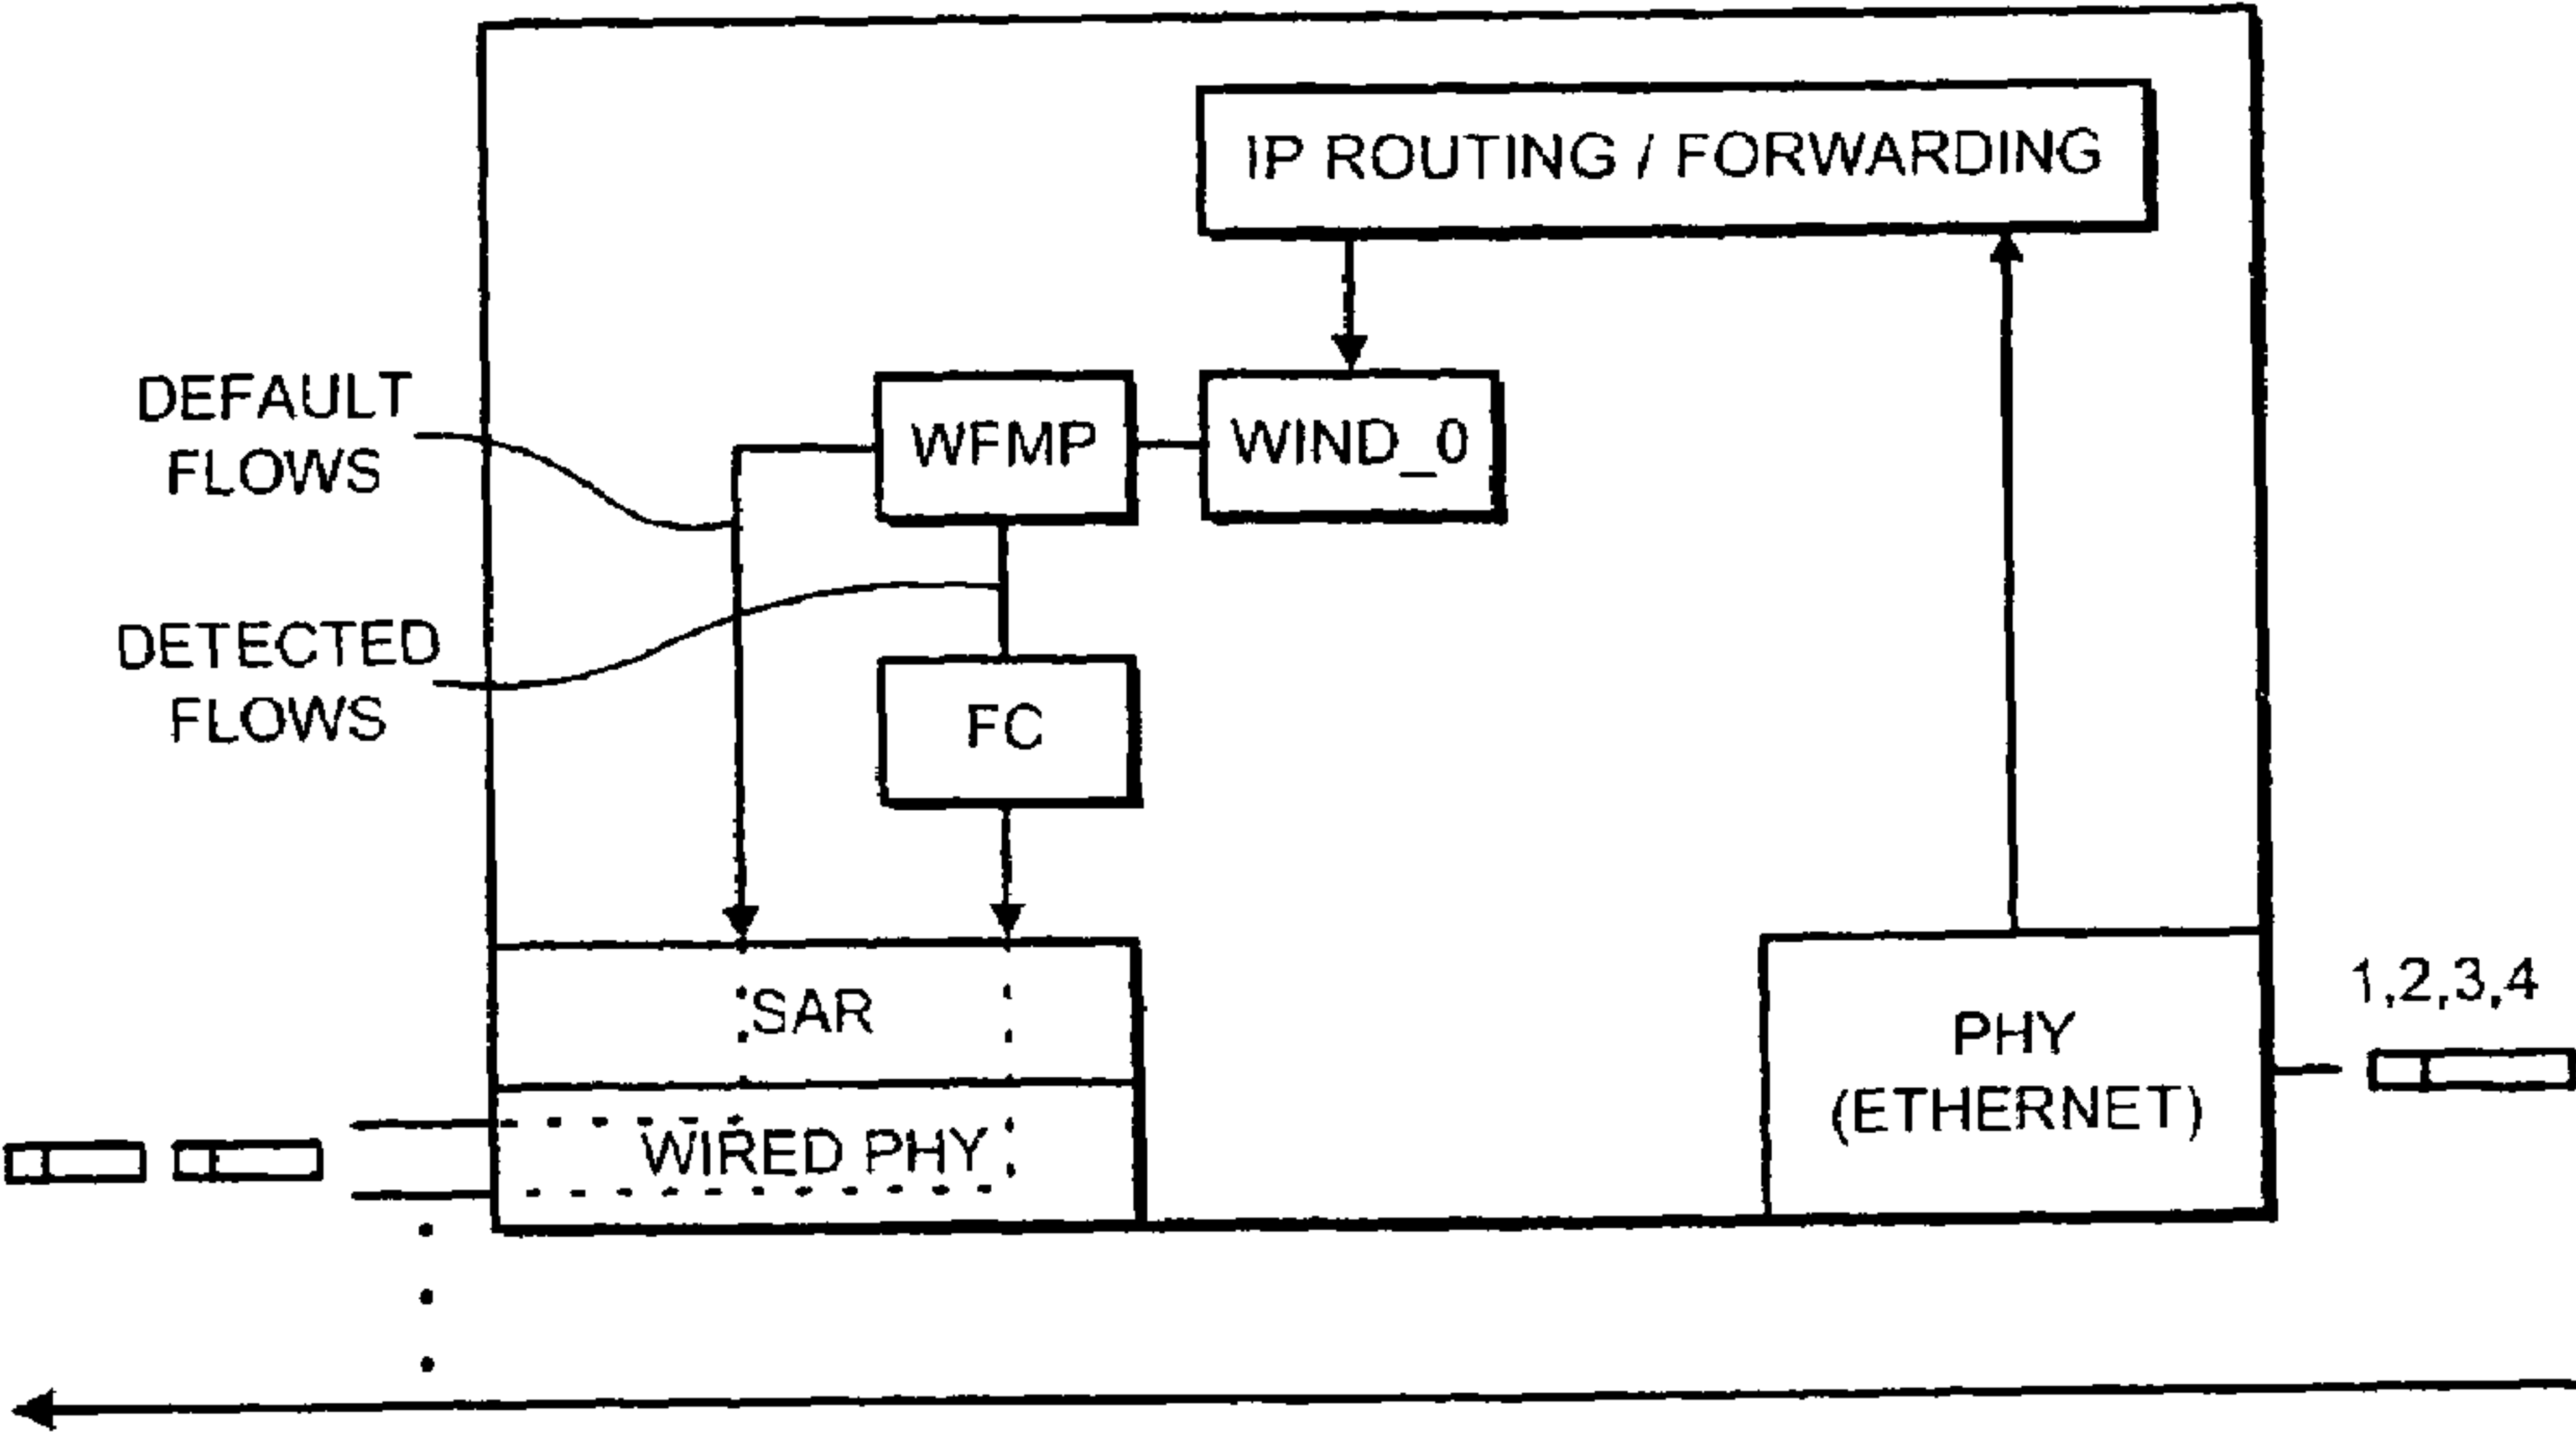 IP ROUTING / FORWARDING
DEFAULT
FLOWS
WFMP
WIND_0
DETECTED
FLOWS
FC
SAR
WIRED PHY
PHY
(ETHERNET)
1,2,3,4